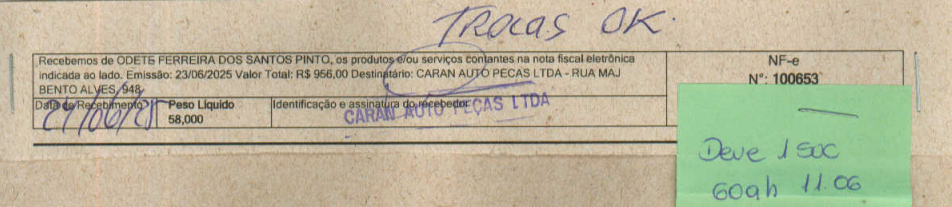 TROCAS OK.
Recebemos de ODETE FERREIRA DOS SANTOS PINTO, os produtos e/ou serviços contantes na nota fiscal eletrônica
indicada ao lado. Emissão: 23/06/2025 Valor Total: R$ 956,00 Destinatário: CARAN AUTO PECAS LTDA - RUA MAJ
BENTO ALVES, 948
NF-e
Nº: 100653
Data de Recebimento
Peso Líquido
Identificação e assinatura do recebedor
58,000
CARAN AUTO PEÇAS LTDA
Deve 1 soc
60ah 11.06